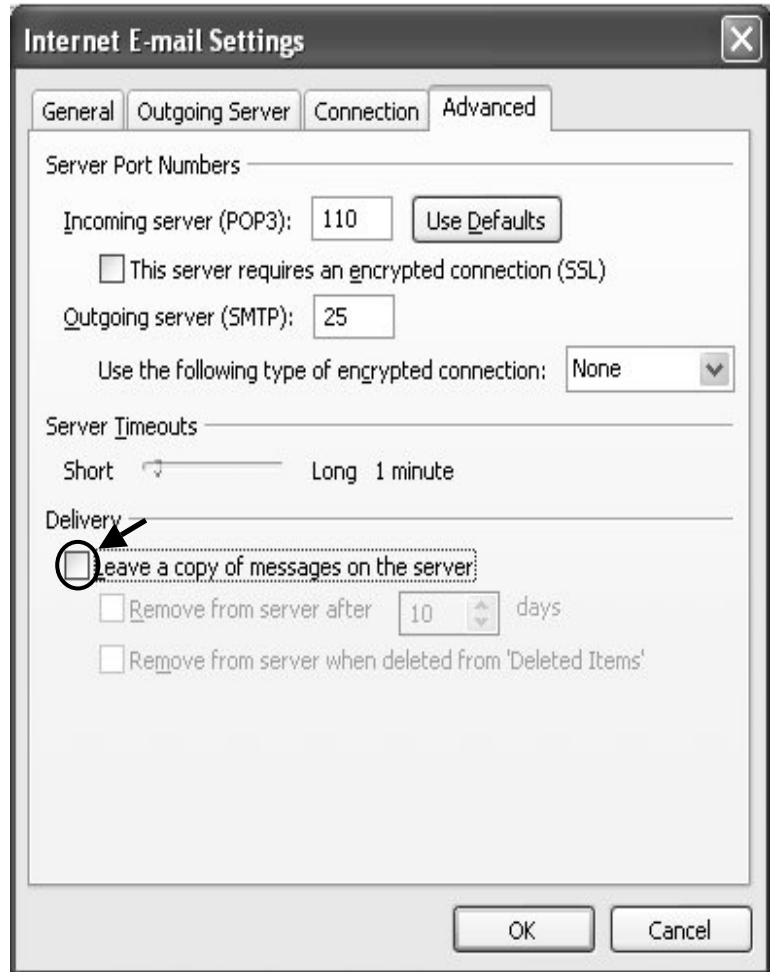 Internet E-mail Settings
General Outgoing Server Connection Advanced
Server Port Numbers
Incoming server (POP3): 110 Use Defaults
This server requires an encrypted connection (SSL)
Outgoing server (SMTP): 25
Use the following type of encrypted connection: None
Server Timeouts
Short Long 1 minute
Delivery
Leave a copy of messages on the server
Remove from server after 10 days
Remove from server when deleted from 'Deleted Items'
OK Cancel